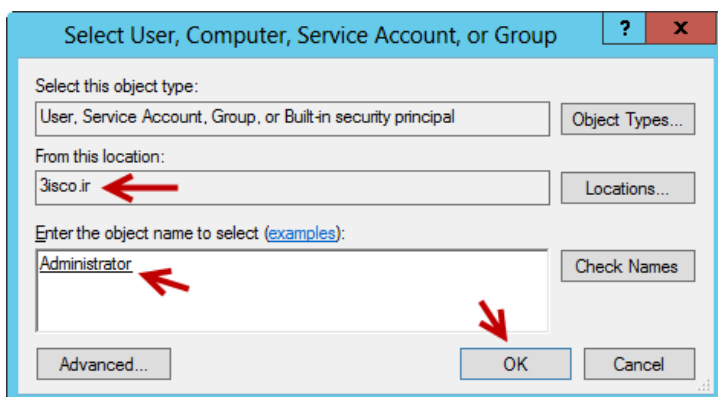 Select User, Computer, Service Account, or Group
? x
Select this object type:
User, Service Account, Group, or Built-in security principal
Object Types...
From this location:
3isco.ir
Locations...
Enter the object name to select (examples):
Administrator
Check Names
Advanced...
OK
Cancel